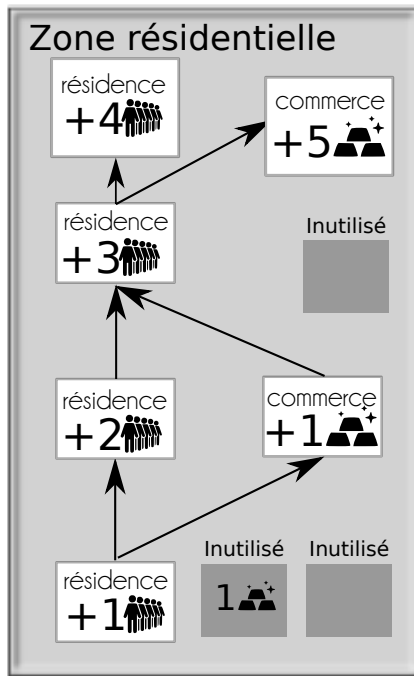 Zone résidentielle
résidence
+4
commerce
+5
résidence
+3
Inutilisé
résidence
+2
commerce
+1
Inutilisé
Inutilisé
résidence
+1
1